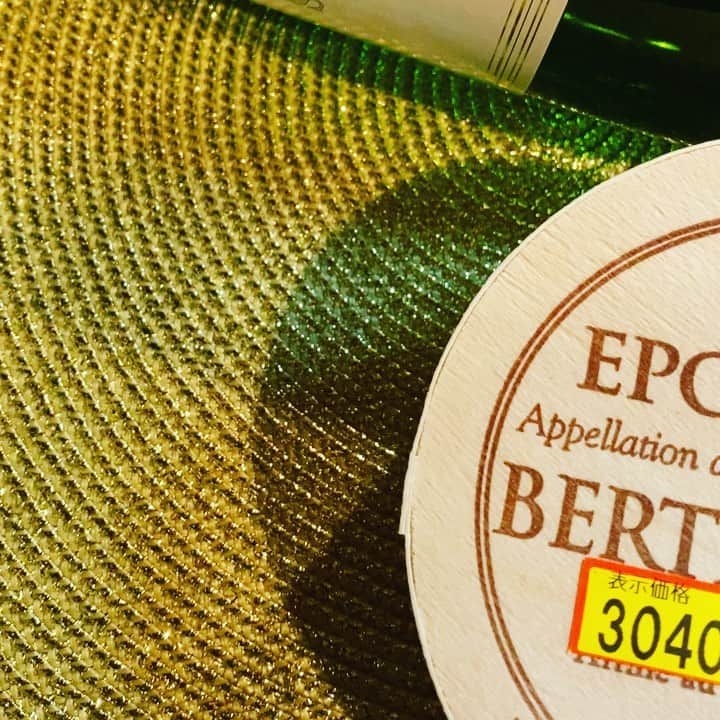 EPO
Appellation
BERT
表示価格
3040